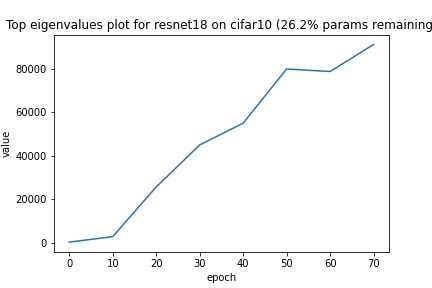 Top eigenvalues plot for resnet18 on cifar10 (26.2% params remaining
80000
60000
40000
20000
0
value
0 10 20 30 40 50 60 70
epoch